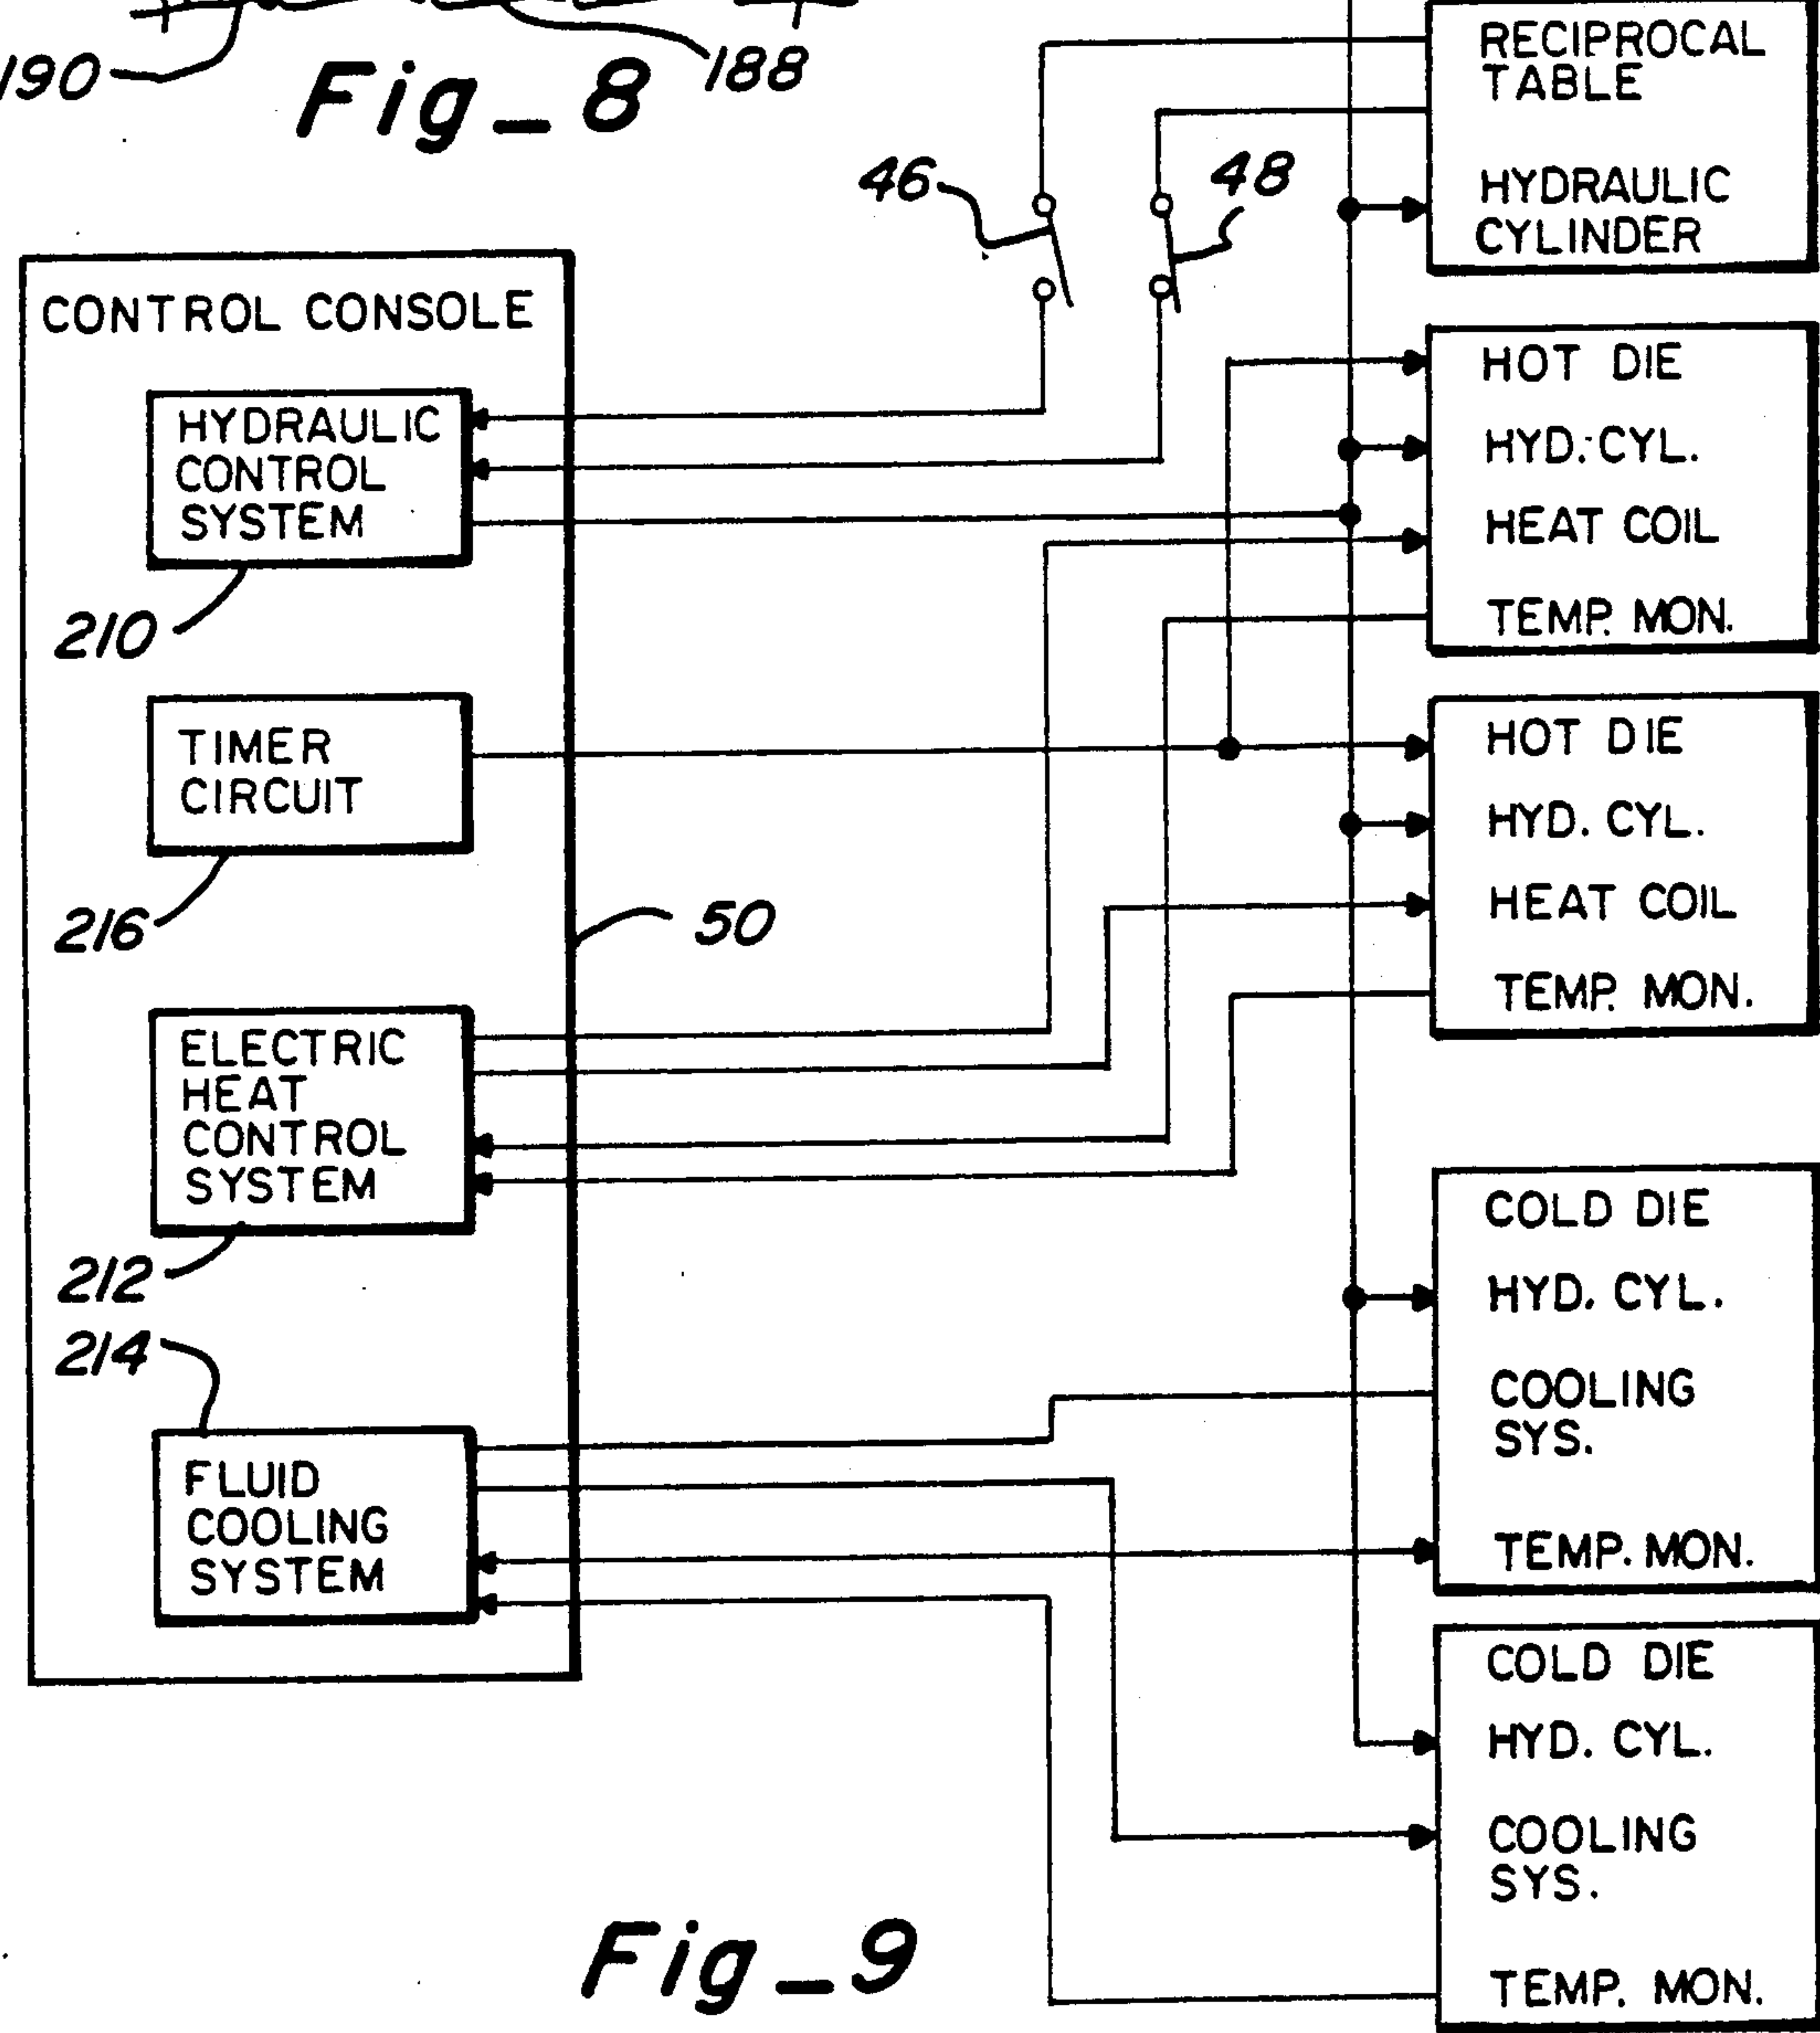 190
188
Fig_8
RECIPROCAL
TABLE
HYDRAULIC
CYLINDER
46
48
CONTROL CONSOLE
HYDRAULIC
CONTROL
SYSTEM
210
TIMER
CIRCUIT
216
50
ELECTRIC
HEAT
CONTROL
SYSTEM
212
214
FLUID
COOLING
SYSTEM
HOT DIE
HYD. CYL.
HEAT COIL
TEMP. MON.
HOT DIE
HYD. CYL.
HEAT COIL
TEMP. MON.
COLD DIE
HYD. CYL.
COOLING
SYS.
TEMP. MON.
COLD DIE
HYD. CYL.
COOLING
SYS.
TEMP. MON.
Fig_9